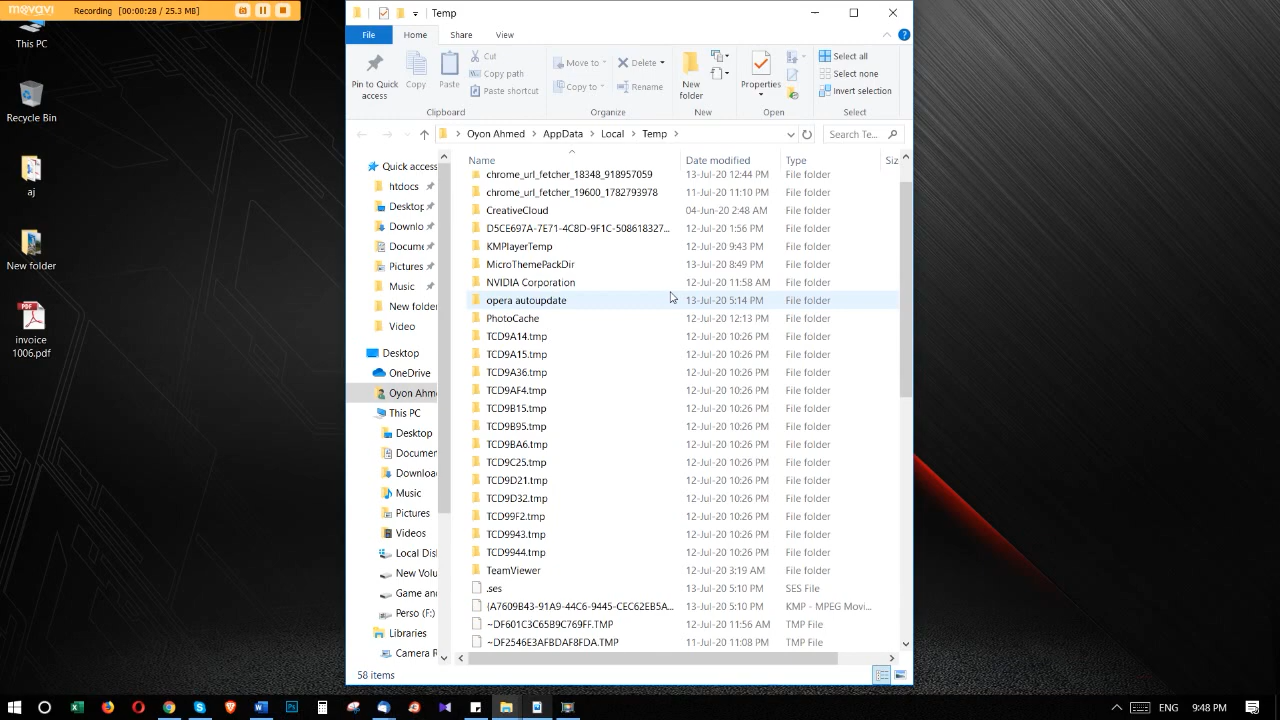 movavi
Recording [00:00:28 / 25.3 MB]
This PC
Recycle Bin
aj
New folder
invoice
1006.pdf
Temp
File
Home
Share
View
Pin to Quick
access
Copy
Paste
Cut
Copy path
Paste shortcut
Clipboard
Move to
Copy to
Delete
Rename
Organize
New
folder
New
Properties
Open
Select all
Select none
Invert selection
Select
Oyon Ahmed > AppData > Local > Temp >
Search Te...
Quick access
htdocs
Desktop
Downlo
Docume
Pictures
Music
New folder
Video
Desktop
OneDrive
Oyon Ahme
This PC
Desktop
Documen
Downloa
Music
Pictures
Videos
Local Dis
New Volu
Game an
Perso (F:)
Libraries
Camera R
Name Date modified Type Siz
chrome_url_fetcher_18348_918957059 13-Jul-20 12:44 PM File folder
chrome_url_fetcher_19600_1782793978 11-Jul-20 11:10 PM File folder
CreativeCloud 04-Jun-20 2:48 AM File folder
D5CE697A-7E71-4C8D-9F1C-508618327... 12-Jul-20 1:56 PM File folder
KMPlayerTemp 12-Jul-20 9:43 PM File folder
MicroThemePackDir 13-Jul-20 8:49 PM File folder
NVIDIA Corporation 12-Jul-20 11:58 AM File folder
opera autoupdate 13-Jul-20 5:14 PM File folder
PhotoCache 12-Jul-20 12:13 PM File folder
TCD9A14.tmp 12-Jul-20 10:26 PM File folder
TCD9A15.tmp 12-Jul-20 10:26 PM File folder
TCD9A36.tmp 12-Jul-20 10:26 PM File folder
TCD9AF4.tmp 12-Jul-20 10:26 PM File folder
TCD9B15.tmp 12-Jul-20 10:26 PM File folder
TCD9B95.tmp 12-Jul-20 10:26 PM File folder
TCD9BA6.tmp 12-Jul-20 10:26 PM File folder
TCD9C25.tmp 12-Jul-20 10:26 PM File folder
TCD9D21.tmp 12-Jul-20 10:26 PM File folder
TCD9D32.tmp 12-Jul-20 10:26 PM File folder
TCD99F2.tmp 12-Jul-20 10:26 PM File folder
TCD9943.tmp 12-Jul-20 10:26 PM File folder
TCD9944.tmp 12-Jul-20 10:26 PM File folder
TeamViewer 12-Jul-20 3:19 AM File folder
.ses 13-Jul-20 5:10 PM SES File
{A7609B43-91A9-44C6-9445-CEC62EB5A... 13-Jul-20 5:10 PM KMP - MPEG Movi...
~DF601C3C65B9C769FF.TMP 12-Jul-20 11:56 AM TMP File
~DF2546E3AFBDAF8FDA.TMP 11-Jul-20 11:08 PM TMP File
58 items
ENG
9:48 PM